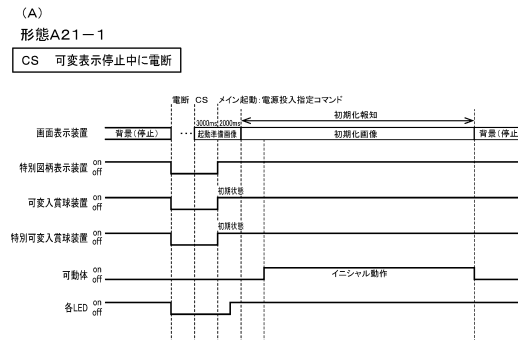 (A)
形態A21－1
CS　可変表示停止中に電断
電断 CS メイン起動：電源投入指定コマンド
3000ms 2000ms 初期化報知
画面表示装置 背景(停止) ・・・ 起動準備画像 初期化画像 背景(停止
特別図柄表示装置 on
off
初期状態
可変入賞球装置 on
off
初期状態
特別可変入賞球装置 on
off
可動体 on
off
イニシャル動作
各LED on
off